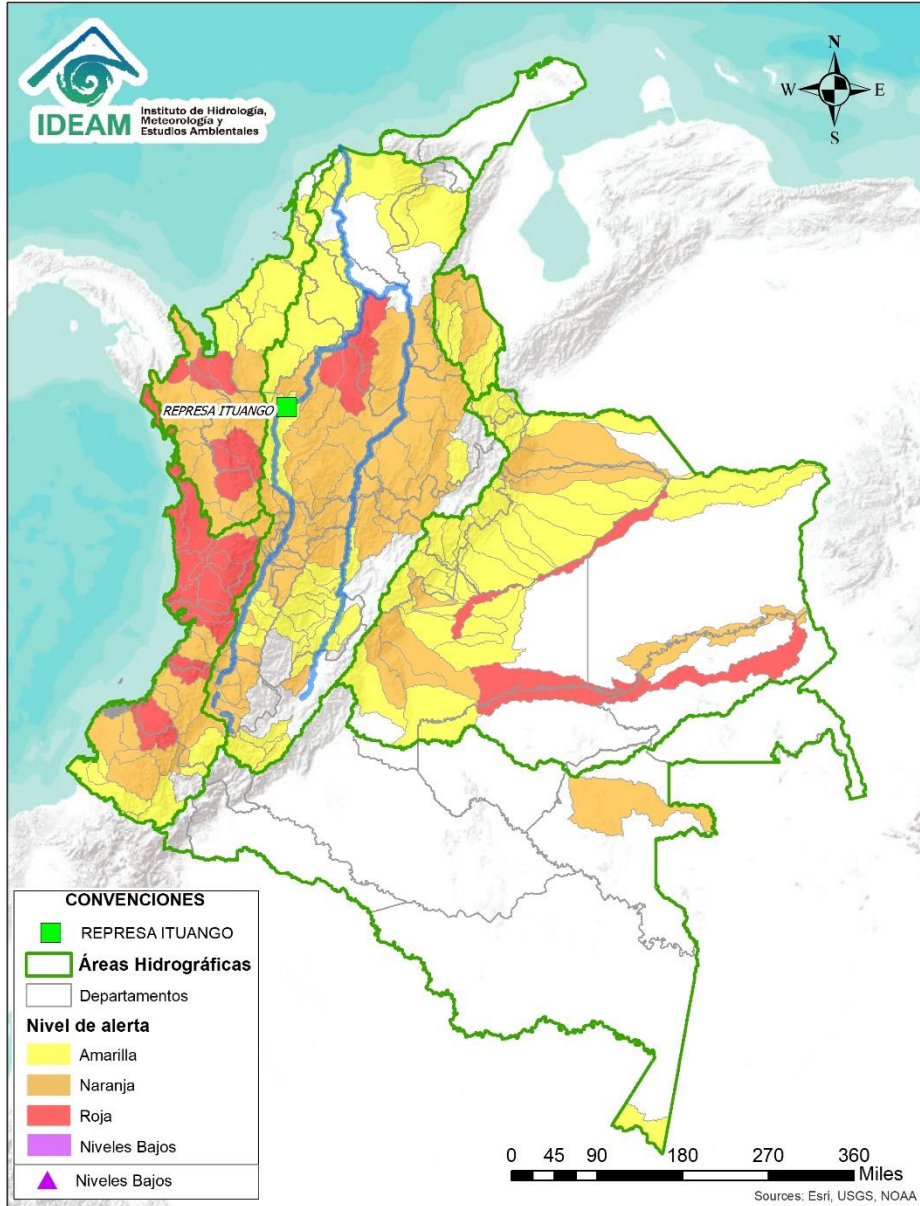 IDEAM
Instituto de Hidrología,
Meteorología y
Estudios Ambientales
N
W
E
S
REPRESA ITUANGO
CONVENCIONES
REPRESA ITUANGO
Áreas Hidrográficas
Departamentos
Nivel de alerta
Amarilla
Naranja
Roja
Niveles Bajos
Niveles Bajos
0 45 90 180 270 360
Miles
Sources: Esri, USGS, NOAA